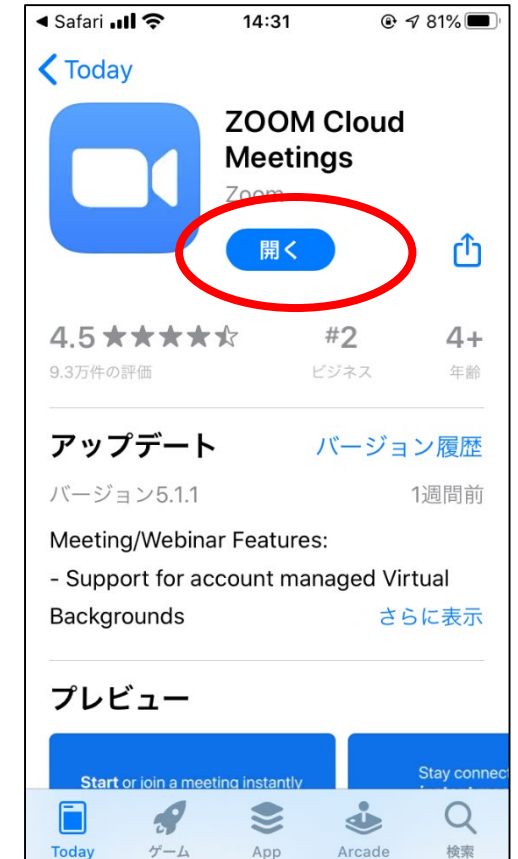 Safari 14:31 81%
Today
ZOOM Cloud
Meetings
Zoom
開く
4.5 #2 4+
9.3万件の評価 ビジネス 年齢
アップデート バージョン履歴
バージョン5.1.1 1週間前
Meeting/Webinar Features:
- Support for account managed Virtual
Backgrounds さらに表示
プレビュー
Start or join a meeting instantly Stay connec
Today ゲーム App Arcade 検索